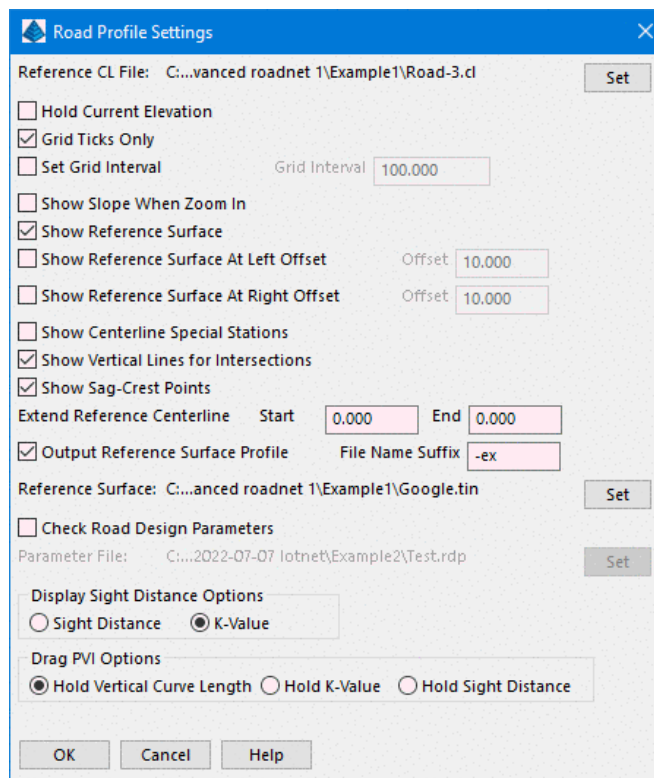 Road Profile Settings
Reference CL File: C:...vanced roadnet 1\Example1\Road-3.cl Set
Hold Current Elevation
Grid Ticks Only
Set Grid Interval Grid Interval 100.000
Show Slope When Zoom In
Show Reference Surface
Show Reference Surface At Left Offset Offset 10.000
Show Reference Surface At Right Offset Offset 10.000
Show Centerline Special Stations
Show Vertical Lines for Intersections
Show Sag-Crest Points
Extend Reference Centerline Start 0.000 End 0.000
Output Reference Surface Profile File Name Suffix -ex
Reference Surface: C:...anced roadnet 1\Example1\Google.tin Set
Check Road Design Parameters
Parameter File: C:...2022-07-07 lotnet\Example2\Test.rdp Set
Display Sight Distance Options
Sight Distance K-Value
Drag PVI Options
Hold Vertical Curve Length Hold K-Value Hold Sight Distance
OK Cancel Help